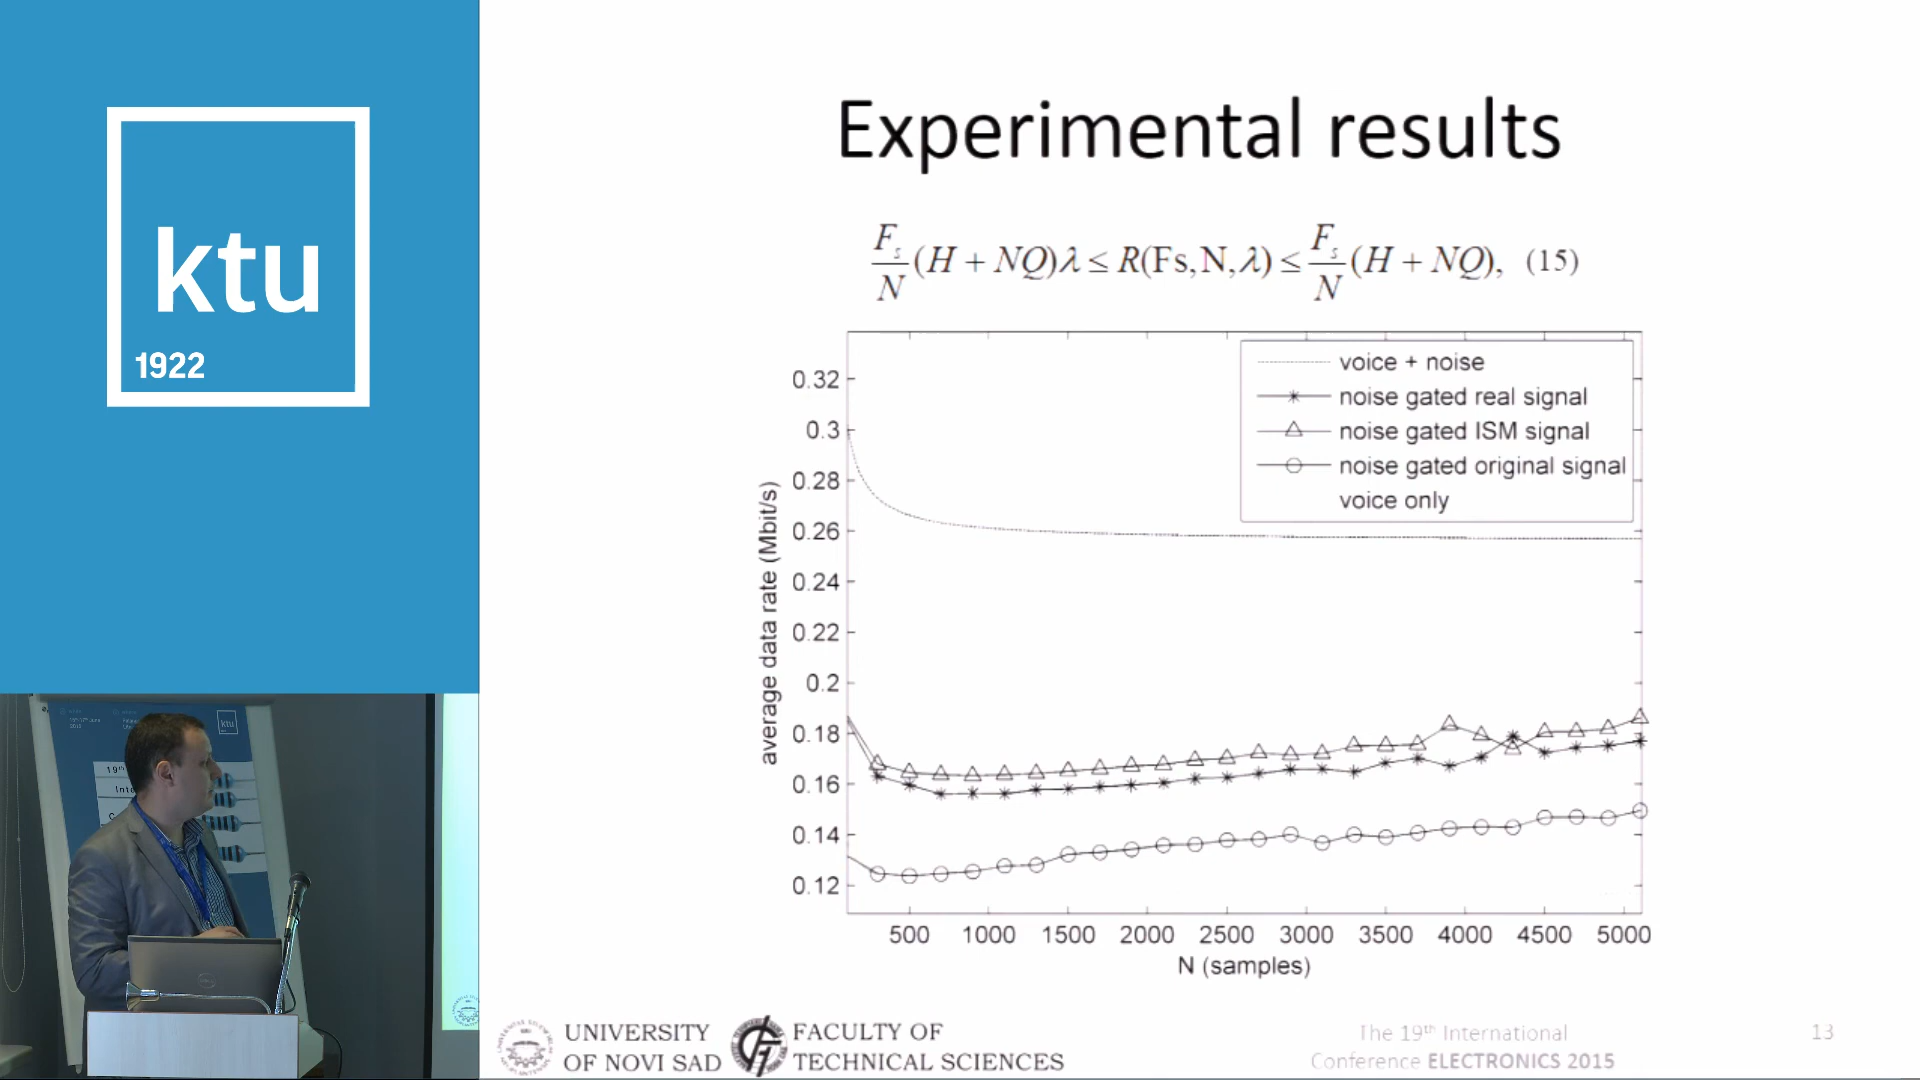 ktu
1922
Experimental results
F_s/N (H + NQ)λ ≤ R(Fs, N, λ) ≤ F_s/N (H + NQ), (15)
voice + noise
noise gated real signal
noise gated ISM signal
noise gated original signal
voice only
average data rate (Mbit/s)
0.32
0.3
0.28
0.26
0.24
0.22
0.2
0.18
0.16
0.14
0.12
500 1000 1500 2000 2500 3000 3500 4000 4500 5000
N (samples)
UNIVERSITY
OF NOVI SAD
FACULTY OF
TECHNICAL SCIENCES
The 19th International
Conference ELECTRONICS 2015
13
ktu
19th